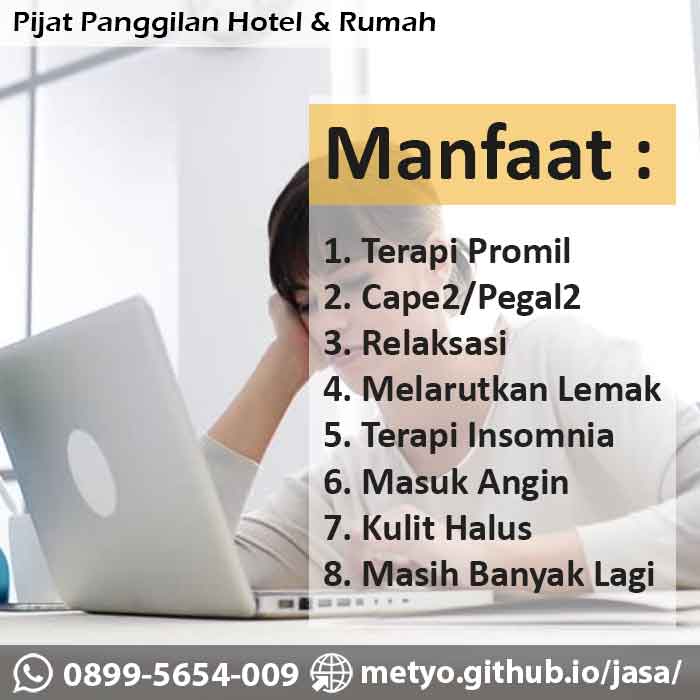 Pijat Panggilan Hotel & Rumah
Manfaat :
1. Terapi Promil
2. Cape2/Pegal2
3. Relaksasi
4. Melarutkan Lemak
5. Terapi Insomnia
6. Masuk Angin
7. Kulit Halus
8. Masih Banyak Lagi
0899-5654-009 metyo.github.io/jasa/